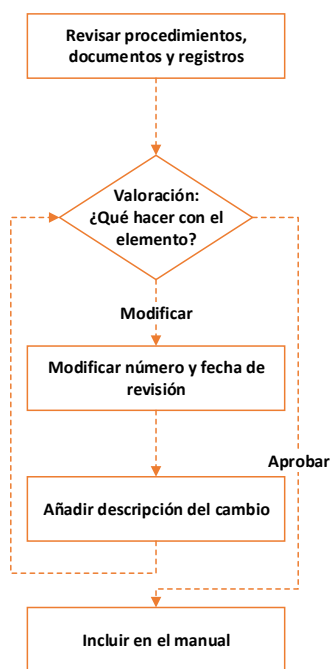 Revisar procedimientos,
documentos y registros
Valoración:
¿Qué hacer con el
elemento?
Modificar
Modificar número y fecha de
revisión
Aprobar
Añadir descripción del cambio
Incluir en el manual